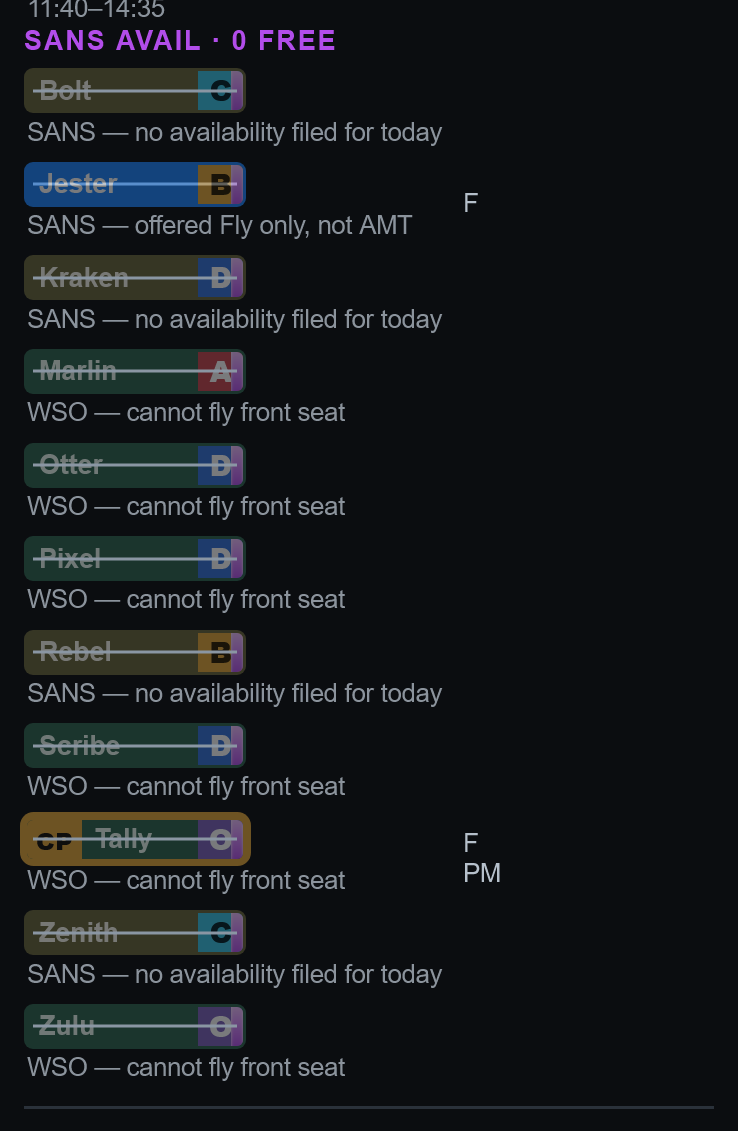 11:40–14:35
SANS AVAIL · 0 FREE
Bolt C
SANS — no availability filed for today
Jester B
F
SANS — offered Fly only, not AMT
Kraken D
SANS — no availability filed for today
Marlin A
WSO — cannot fly front seat
Otter D
WSO — cannot fly front seat
Pixel D
WSO — cannot fly front seat
Rebel B
SANS — no availability filed for today
Scribe D
WSO — cannot fly front seat
CP Tally O
F
PM
WSO — cannot fly front seat
Zenith C
SANS — no availability filed for today
Zulu O
WSO — cannot fly front seat